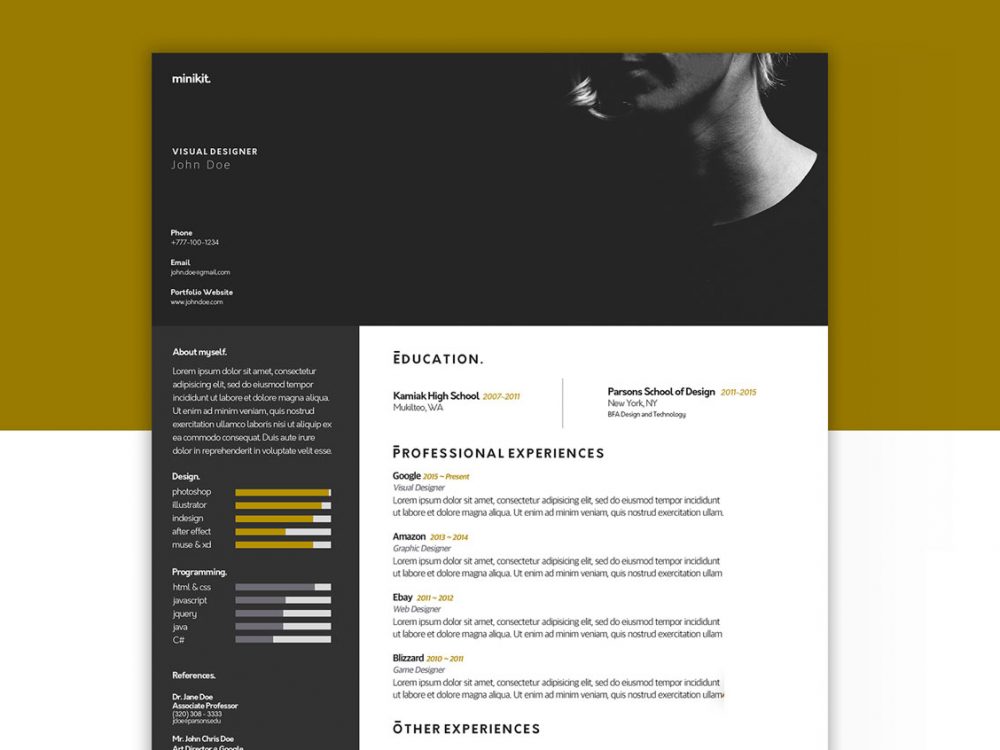 minikit.
VISUAL DESIGNER
John Doe
Phone
+777-100-1234
Email
john.doe@gmail.com
Portfolio Website
www.johndoe.com
About myself.
Lorem ipsum dolor sit amet, consectetur
adipisicing elit, sed do eiusmod tempor
incididunt ut labore et dolore magna aliqua.
Ut enim ad minim veniam, quis nostrud
exercitation ullamco laboris nisi ut aliquip ex
ea commodo consequat. Duis aute irure
dolor in reprehenderit in voluptate velit esse.
Design.
photoshop
illustrator
indesign
after effect
muse & xd
Programming.
html & css
javascript
jquery
java
C#
References.
Dr. Jane Doe
Associate Professor
(320) 308 - 3333
jdoe@parsons.edu
Mr. John Chris Doe
Art Director @ Google
EDUCATION.
Kamiak High School 2007-2011
Mukilteo, WA
Parsons School of Design 2011-2015
New York, NY
BFA Design and Technology
PROFESSIONAL EXPERIENCES
Google 2015 ~ Present
Visual Designer
Lorem ipsum dolor sit amet, consectetur adipisicing elit, sed do eiusmod tempor incididunt
ut labore et dolore magna aliqua. Ut enim ad minim veniam, quis nostrud exercitation ullam.
Amazon 2013 ~ 2014
Graphic Designer
Lorem ipsum dolor sit amet, consectetur adipisicing elit, sed do eiusmod tempor incididunt
ut labore et dolore magna aliqua. Ut enim ad minim veniam, quis nostrud exercitation ullam
Ebay 2011 ~ 2012
Web Designer
Lorem ipsum dolor sit amet, consectetur adipisicing elit, sed do eiusmod tempor incididunt
ut labore et dolore magna aliqua. Ut enim ad minim veniam, quis nostrud exercitation ullam
Blizzard 2010 ~ 2011
Game Designer
Lorem ipsum dolor sit amet, consectetur adipisicing elit, sed do eiusmod tempor incididunt
ut labore et dolore magna aliqua. Ut enim ad minim veniam, quis nostrud exercitation ullam
OTHER EXPERIENCES